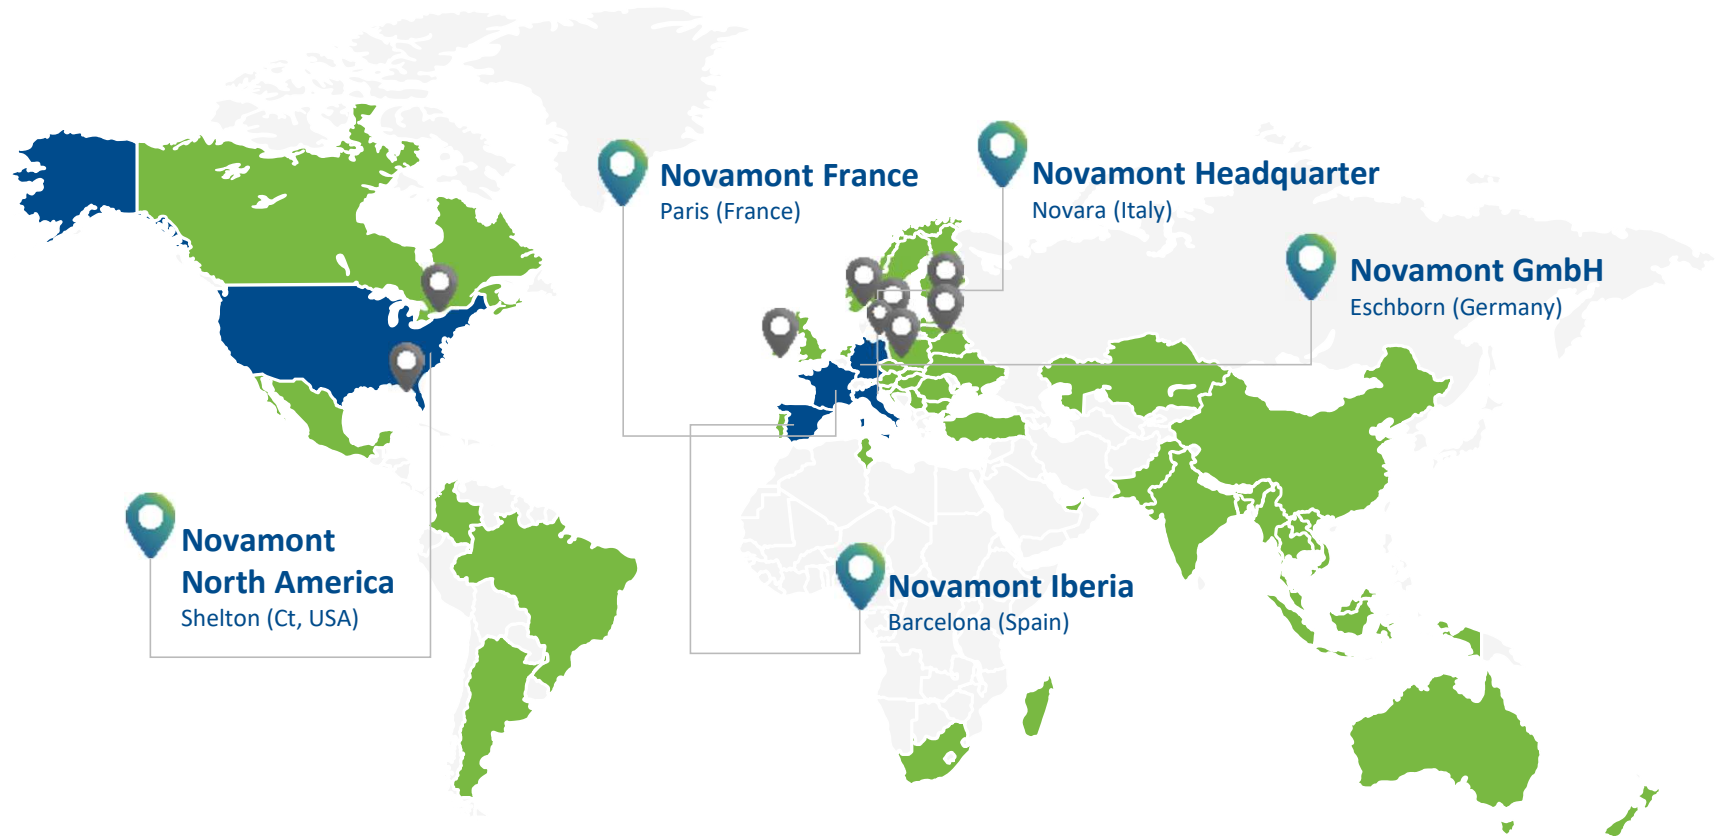 Novamont France
Paris (France)
Novamont Headquarter
Novara (Italy)
Novamont GmbH
Eschborn (Germany)
Novamont
North America
Shelton (Ct, USA)
Novamont Iberia
Barcelona (Spain)